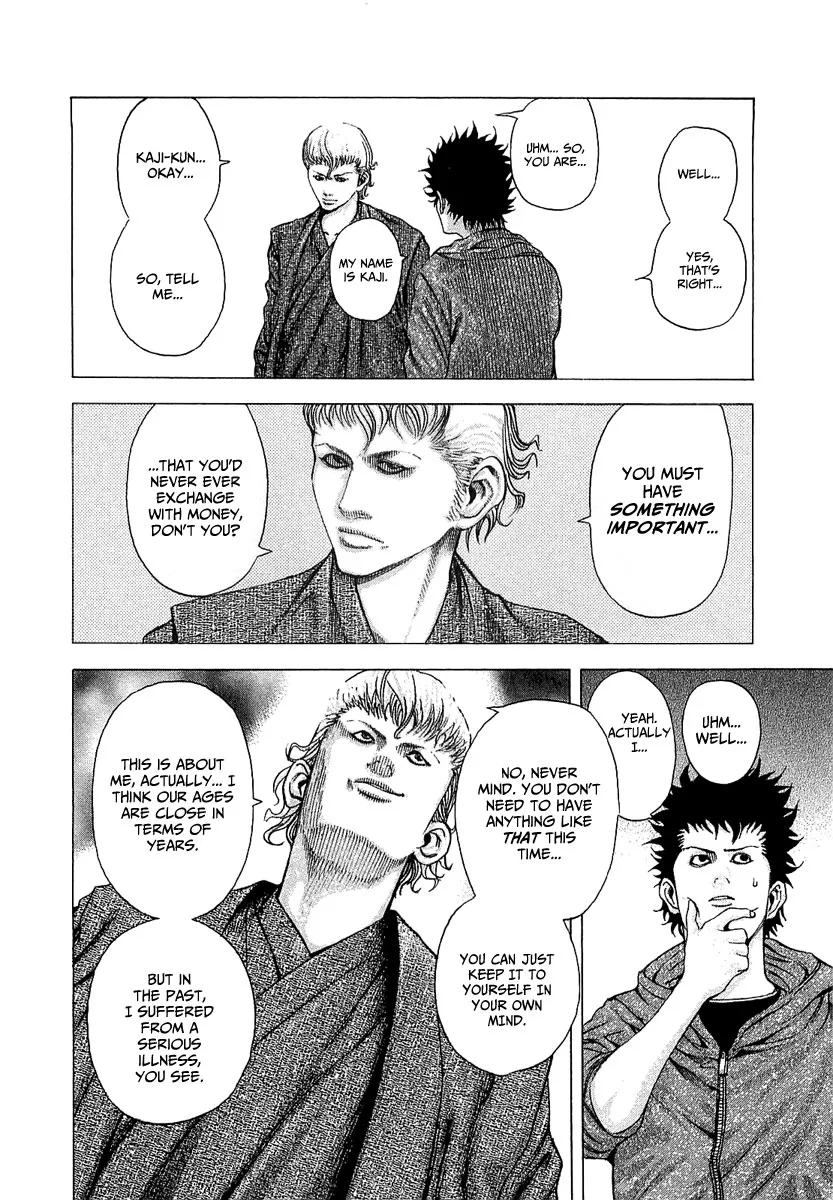 WELL...
YES,
THAT'S
RIGHT...
UHM... SO,
YOU ARE...
MY NAME
IS KAJI.
KAJI-KUN...
OKAY...
SO, TELL
ME...
YOU MUST
HAVE
SOMETHING
IMPORTANT...
...THAT YOU'D
NEVER EVER
EXCHANGE
WITH MONEY,
DON'T YOU?
UHM...
WELL...
YEAH.
ACTUALLY
I...
NO, NEVER
MIND. YOU DON'T
NEED TO HAVE
ANYTHING LIKE
THAT THIS
TIME...
YOU CAN JUST
KEEP IT TO
YOURSELF IN
YOUR OWN
MIND.
THIS IS ABOUT
ME, ACTUALLY... I
THINK OUR AGES
ARE CLOSE IN
TERMS OF
YEARS.
BUT IN
THE PAST,
I SUFFERED
FROM A
SERIOUS
ILLNESS,
YOU SEE.